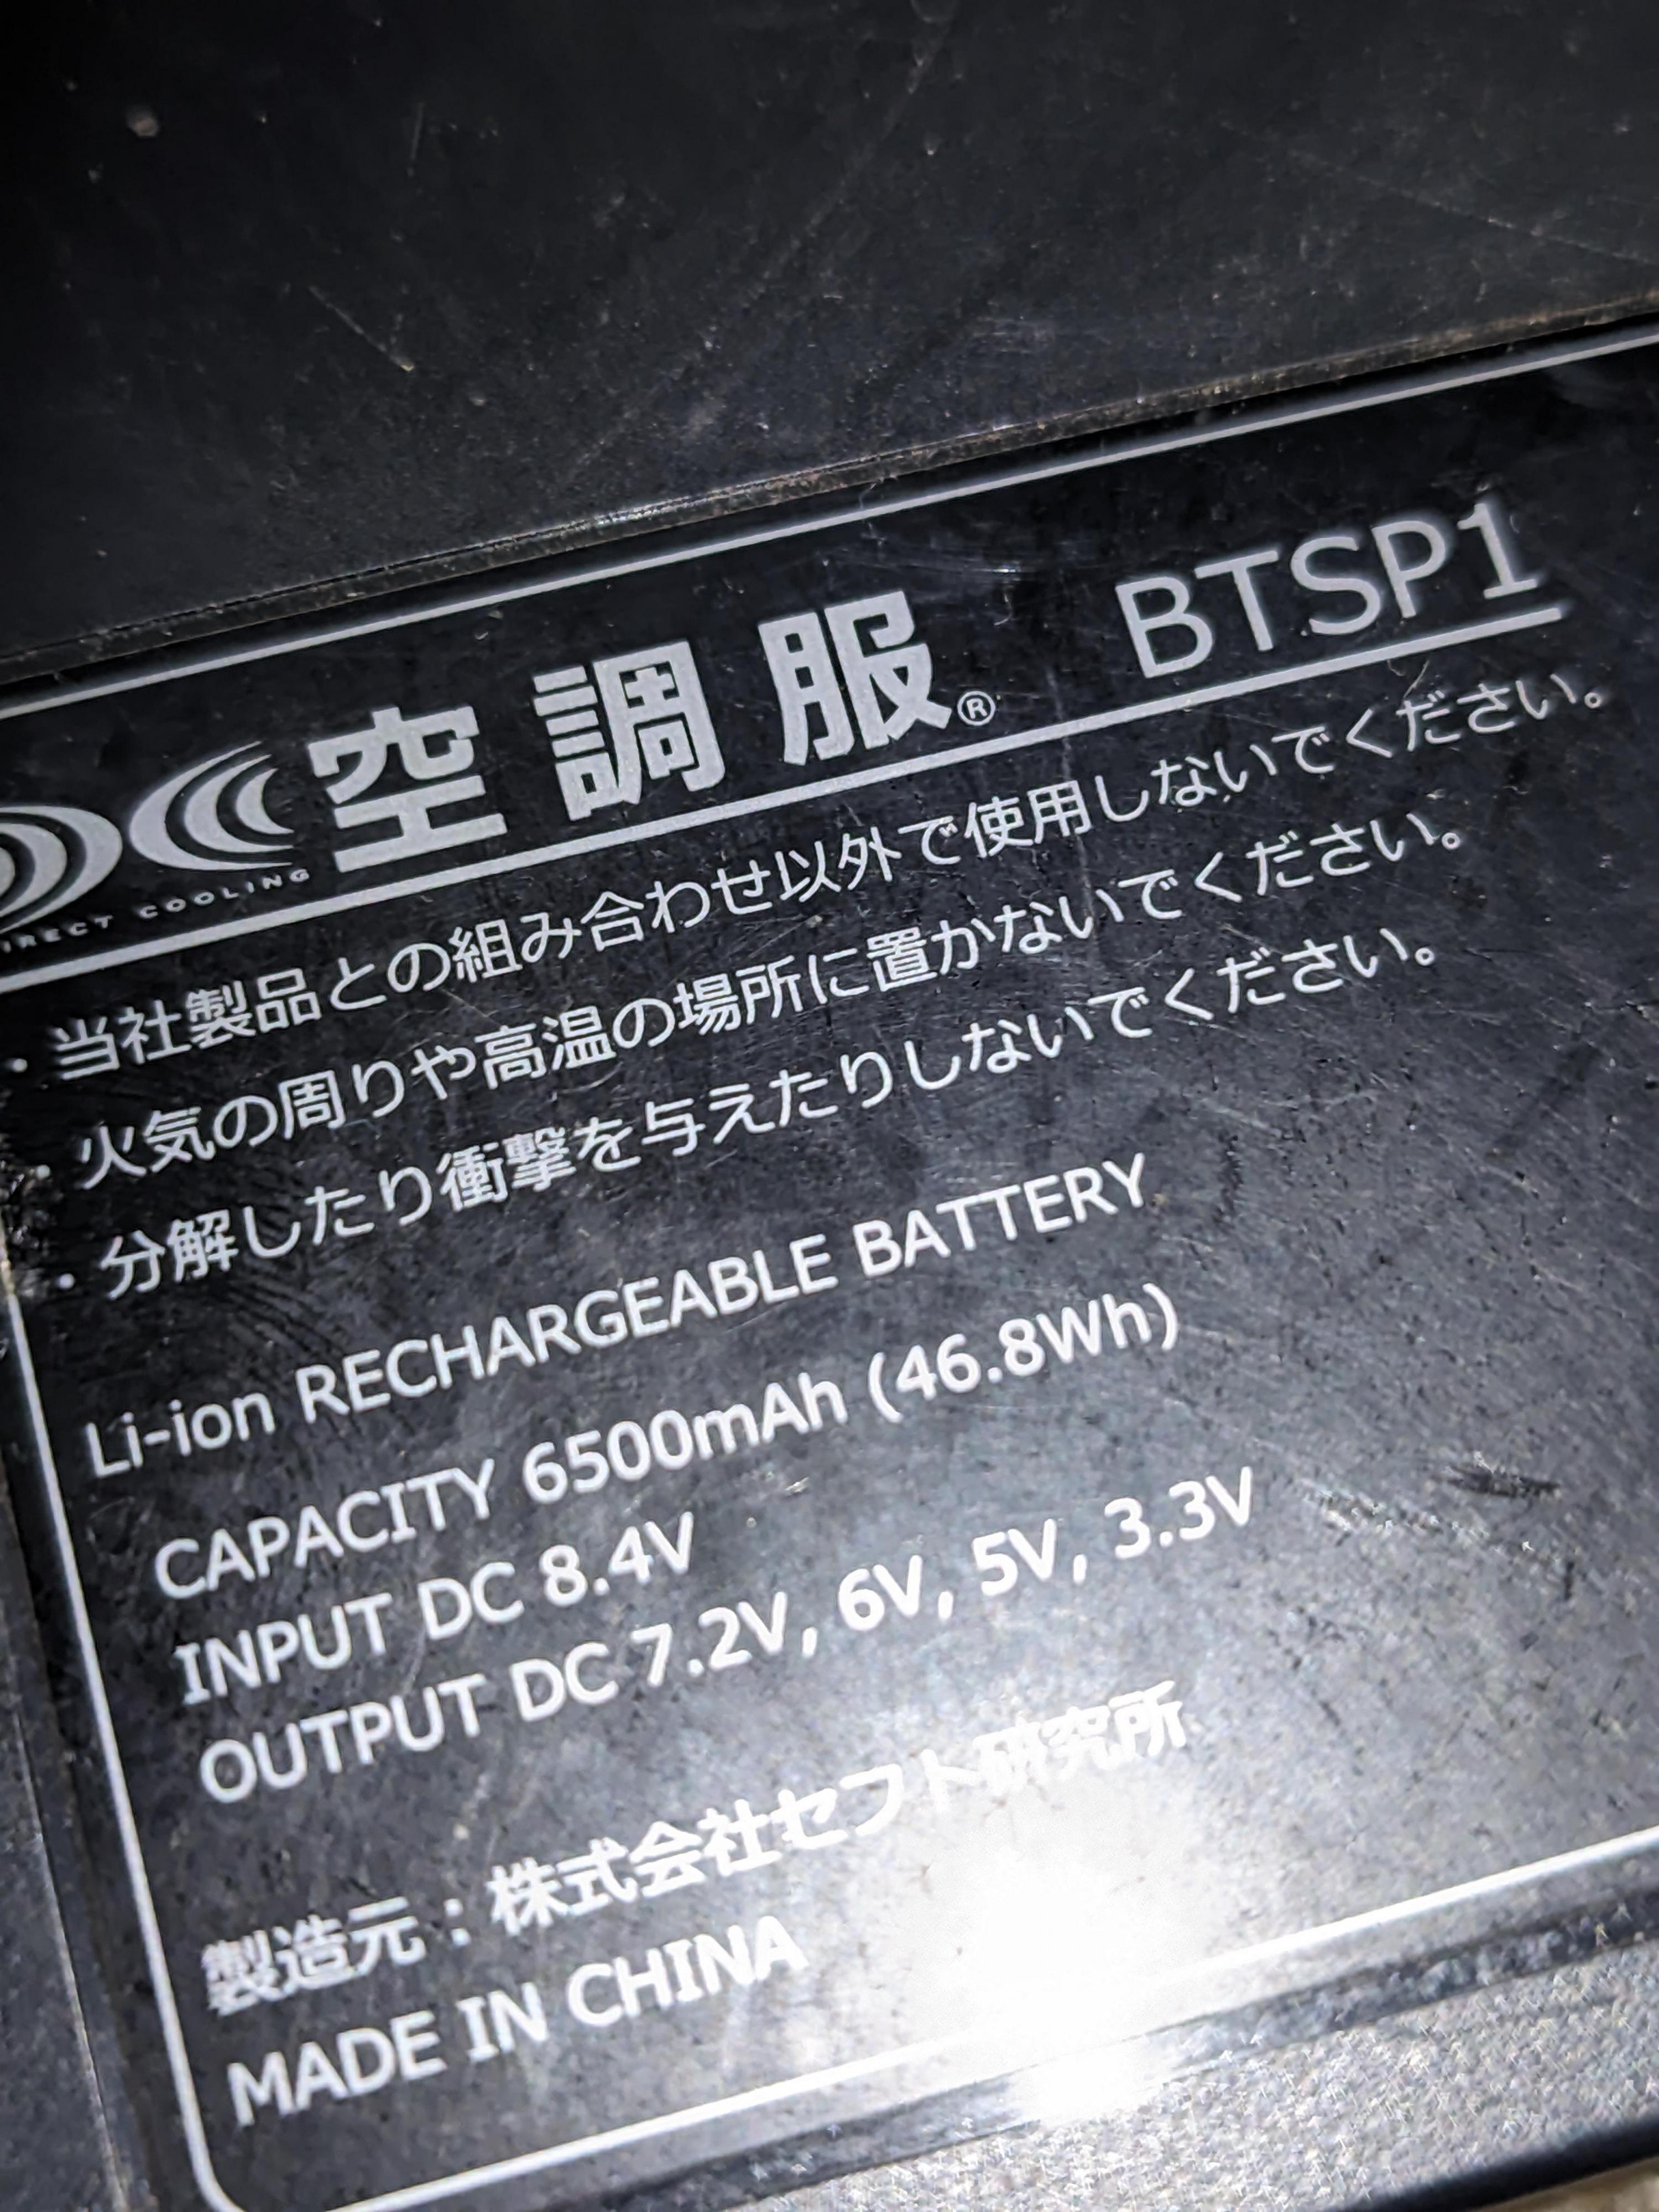 空調服® BTSP1
DIRECT COOLING
・当社製品との組み合わせ以外で使用しないでください。
・火気の周りや高温の場所に置かないでください。
・分解したり衝撃を与えたりしないでください。
Li-ion RECHARGEABLE BATTERY
CAPACITY 6500mAh (46.8Wh)
INPUT DC 8.4V
OUTPUT DC 7.2V, 6V, 5V, 3.3V
製造元：株式会社セフト研究所
MADE IN CHINA